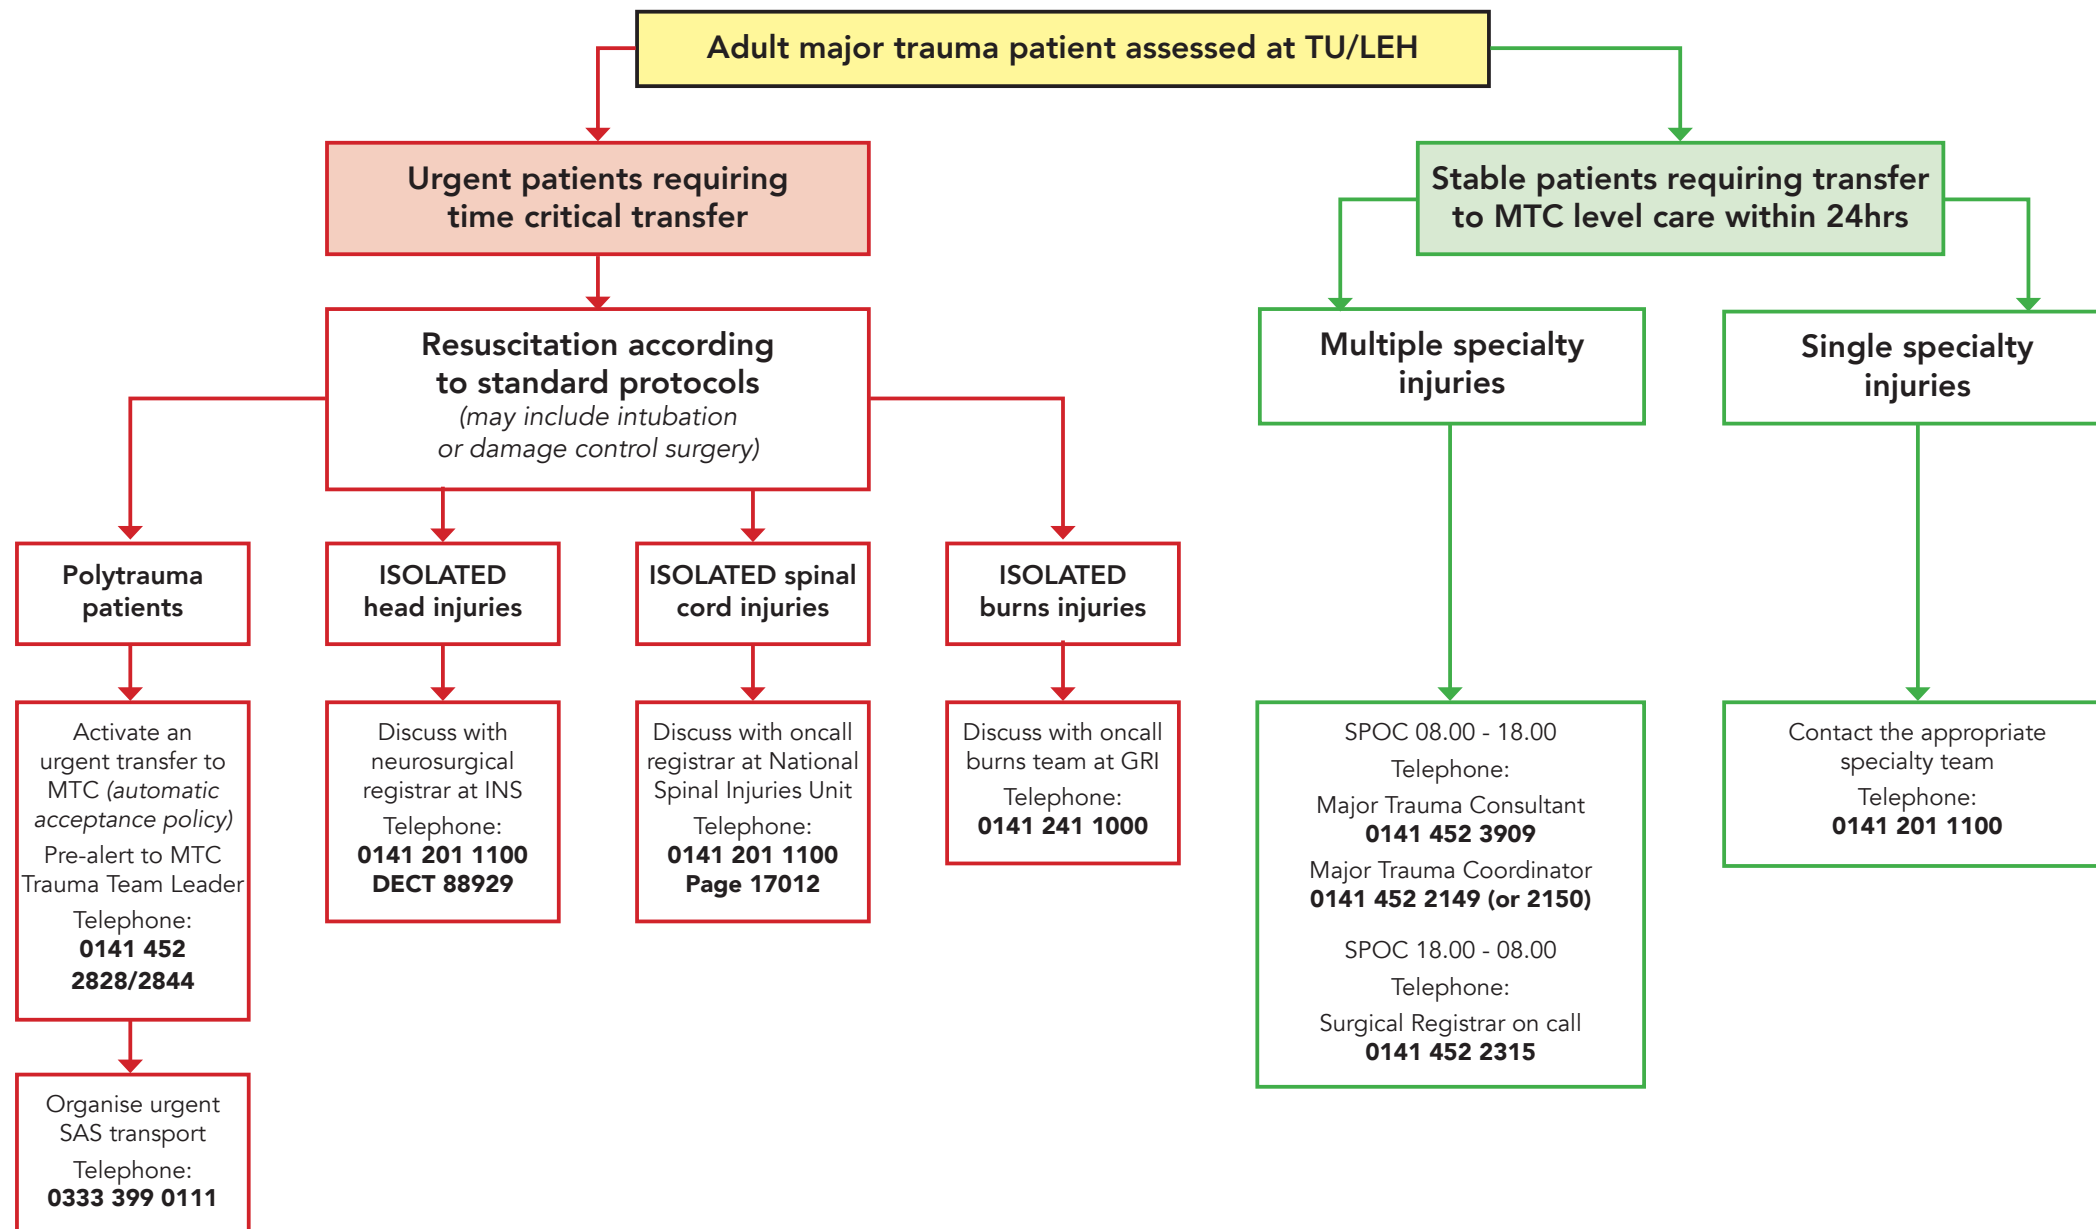 Adult major trauma patient assessed at TU/LEH
Urgent patients requiring
time critical transfer
Stable patients requiring transfer
to MTC level care within 24hrs
Resuscitation according
to standard protocols
(may include intubation
or damage control surgery)
Multiple specialty
injuries
Single specialty
injuries
Polytrauma
patients
ISOLATED
head injuries
ISOLATED spinal
cord injuries
ISOLATED
burns injuries
Activate an
urgent transfer to
MTC (automatic
acceptance policy)
Pre-alert to MTC
Trauma Team Leader
Telephone:
0141 452
2828/2844
Discuss with
neurosurgical
registrar at INS
Telephone:
0141 201 1100
DECT 88929
Discuss with oncall
registrar at National
Spinal Injuries Unit
Telephone:
0141 201 1100
Page 17012
Discuss with oncall
burns team at GRI
Telephone:
0141 241 1000
SPOC 08.00 - 18.00
Telephone:
Major Trauma Consultant
0141 452 3909
Major Trauma Coordinator
0141 452 2149 (or 2150)
SPOC 18.00 - 08.00
Telephone:
Surgical Registrar on call
0141 452 2315
Contact the appropriate
specialty team
Telephone:
0141 201 1100
Organise urgent
SAS transport
Telephone:
0333 399 0111